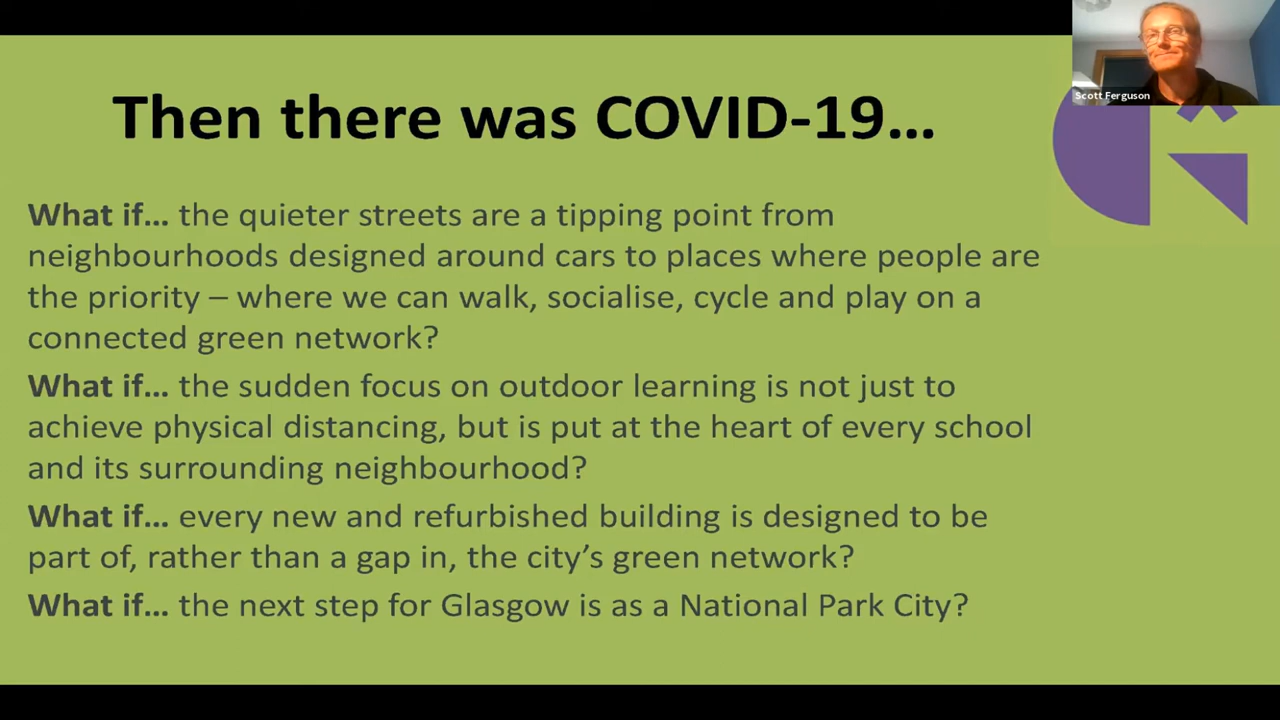 Then there was COVID-19...
Scott Ferguson
What if... the quieter streets are a tipping point from
neighbourhoods designed around cars to places where people are
the priority – where we can walk, socialise, cycle and play on a
connected green network?
What if... the sudden focus on outdoor learning is not just to
achieve physical distancing, but is put at the heart of every school
and its surrounding neighbourhood?
What if... every new and refurbished building is designed to be
part of, rather than a gap in, the city’s green network?
What if... the next step for Glasgow is as a National Park City?